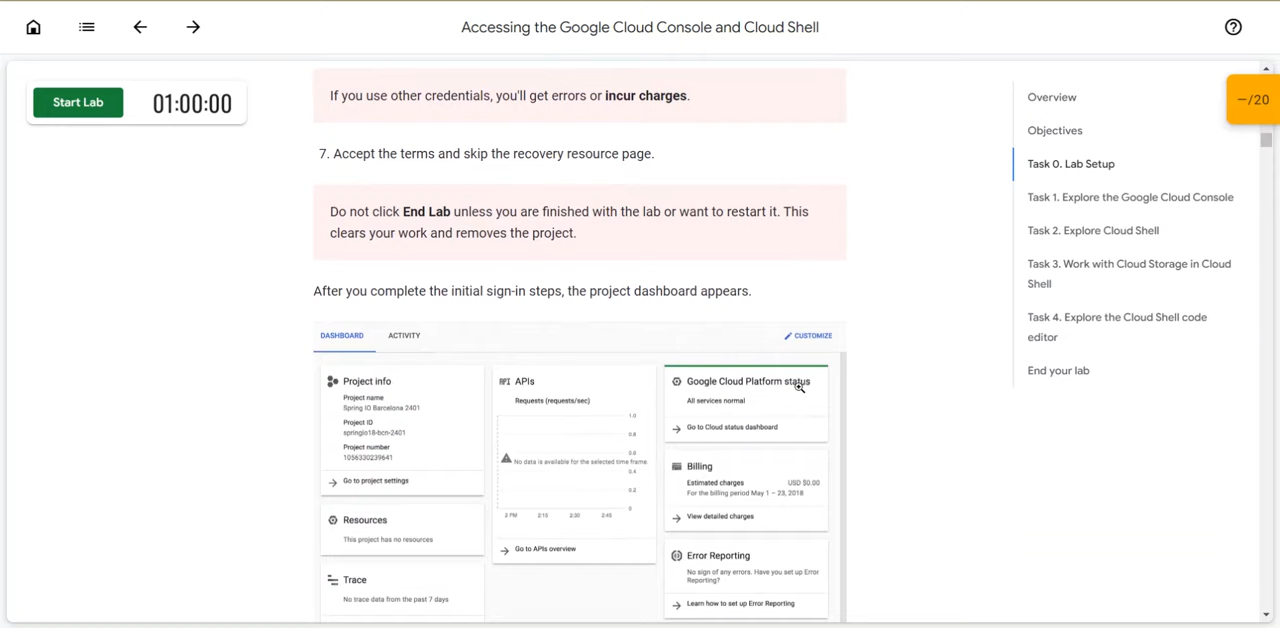 Accessing the Google Cloud Console and Cloud Shell
Start Lab
01:00:00
–/20
If you use other credentials, you'll get errors or incur charges.
7. Accept the terms and skip the recovery resource page.
Do not click End Lab unless you are finished with the lab or want to restart it. This
clears your work and removes the project.
After you complete the initial sign-in steps, the project dashboard appears.
DASHBOARD
ACTIVITY
CUSTOMIZE
Project info
Project name
Spring IO Barcelona 2401
Project ID
springio18-bcn-2401
Project number
1056330239641
Go to project settings
Resources
This project has no resources
Trace
No trace data from the past 7 days
RPI APIs
Requests (requests/sec)
1.0
0.8
0.6
No data is available for the selected time frame.
0.4
0.2
0
2 PM
2:15
2:30
2:45
Go to APIs overview
Google Cloud Platform status
All services normal
Go to Cloud status dashboard
Billing
Estimated charges
USD $0.00
For the billing period May 1 – 23, 2018
View detailed charges
Error Reporting
No sign of any errors. Have you set up Error
Reporting?
Learn how to set up Error Reporting
Overview
Objectives
Task 0. Lab Setup
Task 1. Explore the Google Cloud Console
Task 2. Explore Cloud Shell
Task 3. Work with Cloud Storage in Cloud
Shell
Task 4. Explore the Cloud Shell code
editor
End your lab